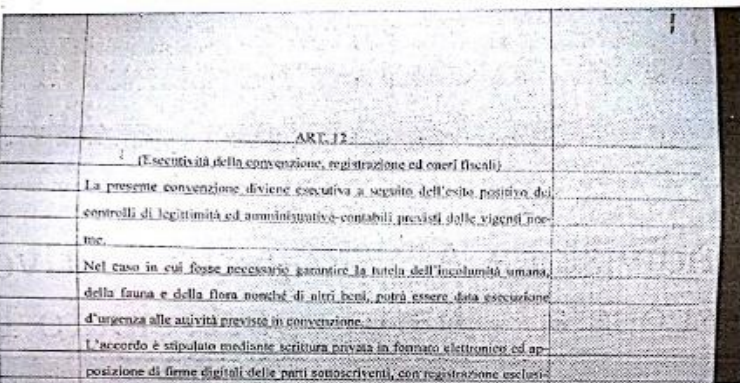 ART. 12
(Esecutività della convenzione, registrazione ed oneri fiscali)
La presente convenzione diviene esecutiva a seguito dell'esito positivo dei
controlli di legittimità ed amministrativo-contabili previsti dalle vigenti nor-
me.
Nel caso in cui fosse necessario garantire la tutela dell'incolumità umana,
della fauna e della flora nonché di altri beni, potrà essere data esecuzione
d'urgenza alle attività previste in convenzione.
L'accordo è stipulato mediante scrittura privata in formato elettronico ed ap-
posizione di firme digitali delle parti sottoscriventi, con registrazione esclusi-